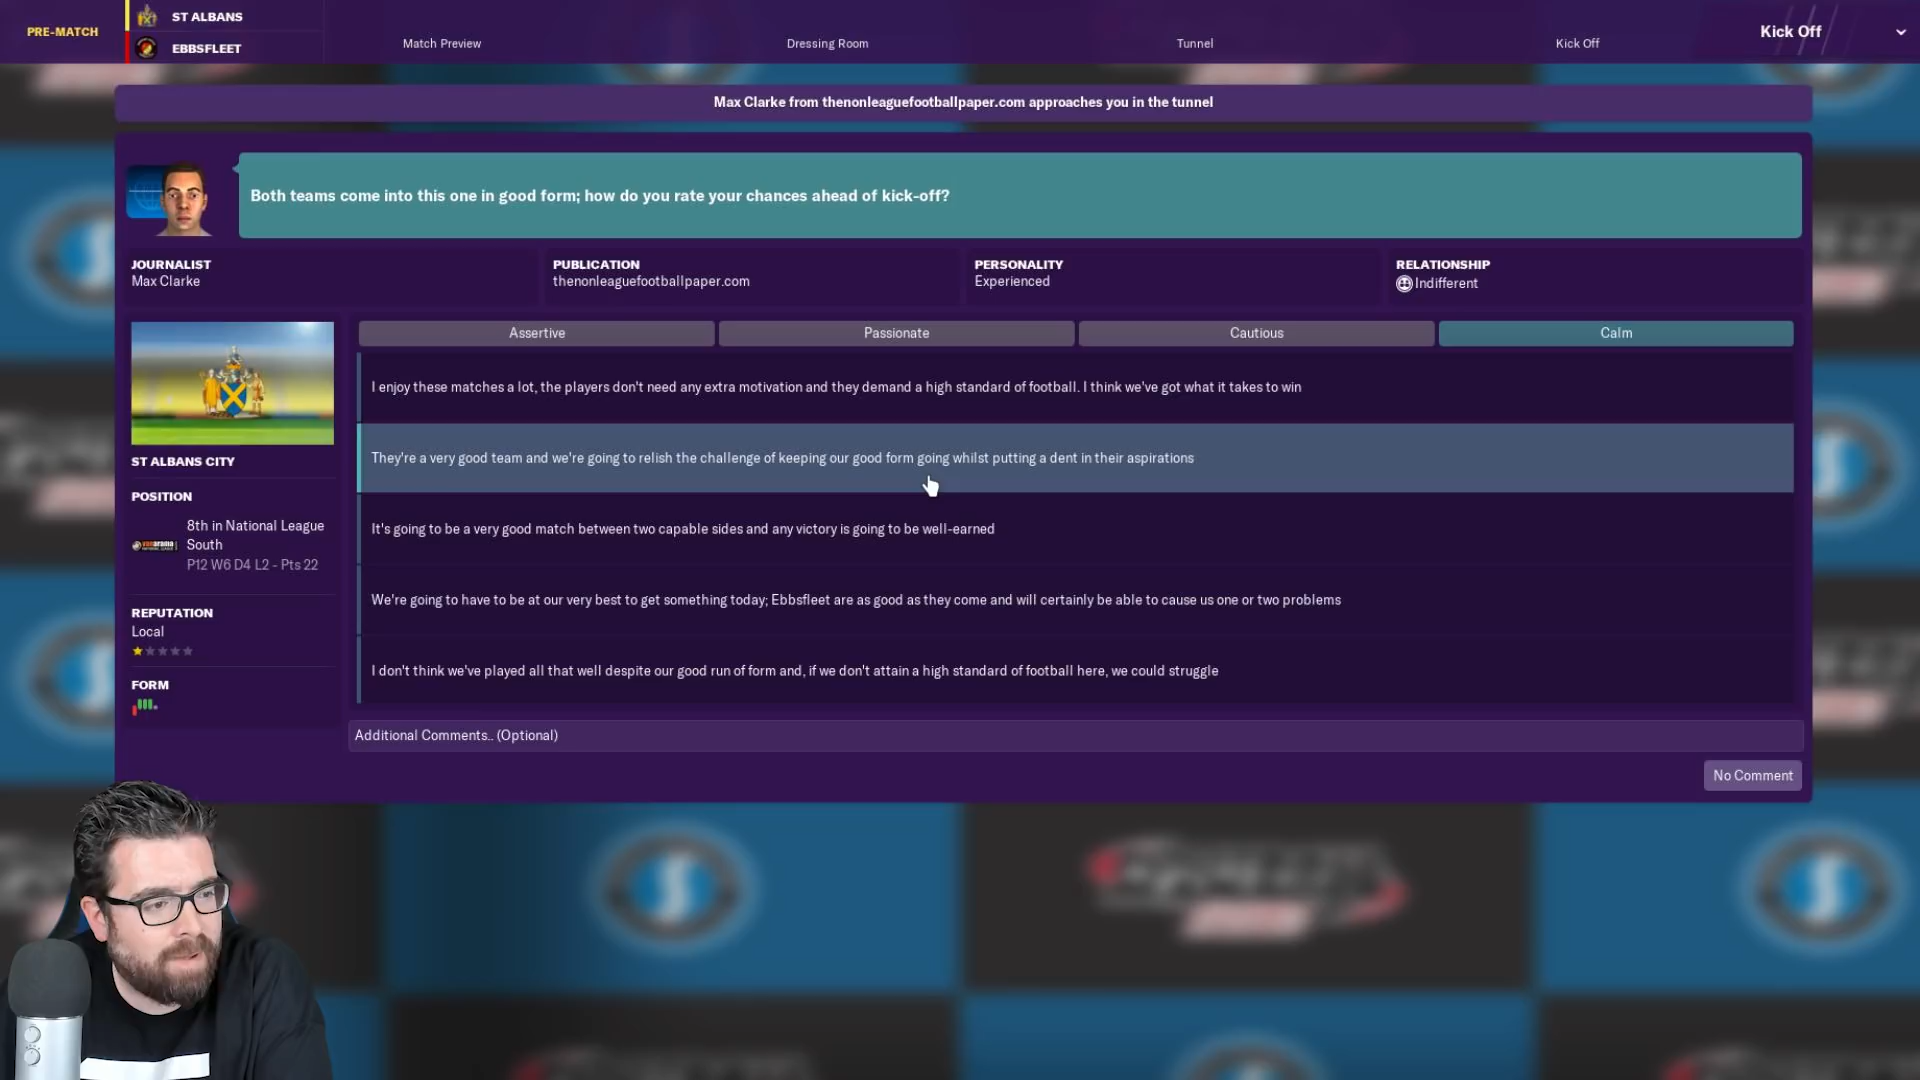 PRE-MATCH
ST ALBANS
EBBSFLEET
Match Preview
Dressing Room
Tunnel
Kick Off
Kick Off
Max Clarke from thenonleaguefootballpaper.com approaches you in the tunnel
Both teams come into this one in good form; how do you rate your chances ahead of kick-off?
JOURNALIST
Max Clarke
PUBLICATION
thenonleaguefootballpaper.com
PERSONALITY
Experienced
RELATIONSHIP
Indifferent
Assertive
Passionate
Cautious
Calm
I enjoy these matches a lot, the players don't need any extra motivation and they demand a high standard of football. I think we've got what it takes to win
They're a very good team and we're going to relish the challenge of keeping our good form going whilst putting a dent in their aspirations
It's going to be a very good match between two capable sides and any victory is going to be well-earned
We're going to have to be at our very best to get something today; Ebbsfleet are as good as they come and will certainly be able to cause us one or two problems
I don't think we've played all that well despite our good run of form and, if we don't attain a high standard of football here, we could struggle
ST ALBANS CITY
POSITION
8th in National League
South
P12 W6 D4 L2 - Pts 22
REPUTATION
Local
FORM
Additional Comments.. (Optional)
No Comment